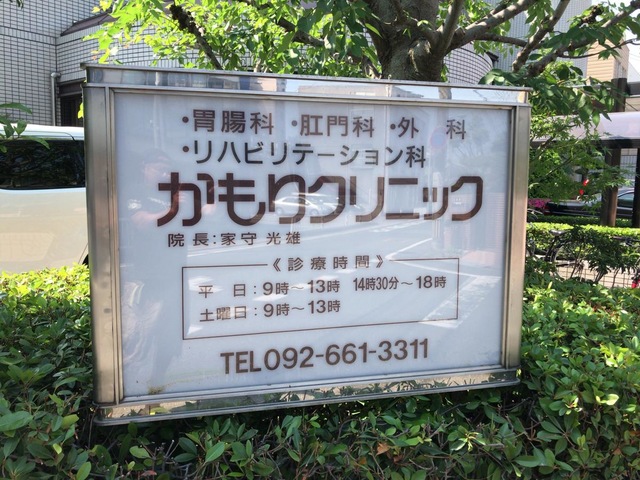 ・胃腸科 ・肛門科 ・外 科
・リハビリテーション科
かもりクリニック
院長:家守 光雄
《診療時間》
平 日:9時~13時 14時30分~18時
土曜日:9時~13時
TEL092-661-3311